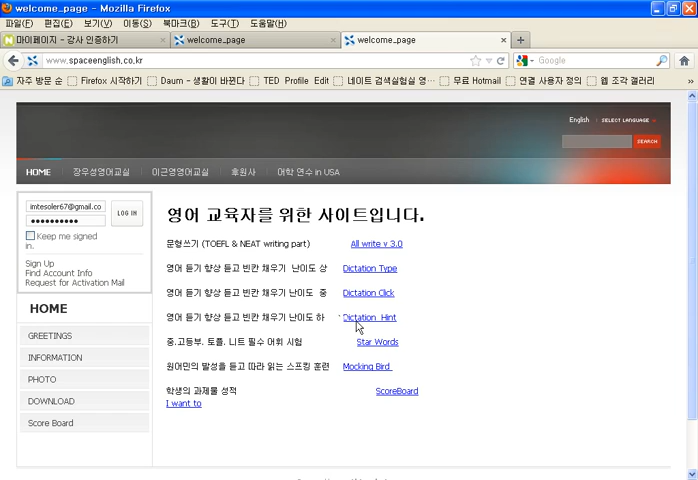 welcome_page - Mozilla Firefox
파일(F) 편집(E) 보기(V) 이동(S) 북마크(B) 도구(T) 도움말(H)
마이페이지 - 강사 인증하기 welcome_page welcome_page
www.spaceenglish.co.kr Google
자주 방문 순 Firefox 시작하기 Daum - 생활이 바뀐다 TED Profile Edit 네이트 검색실험실 영… 무료 Hotmail 연결 사용자 정의 웹 조각 갤러리
English SELECT LANGUAGE
SEARCH
HOME 장우성영어교실 이근영영어교실 후원사 어학 연수 in USA
imtesoler67@gmail.co
LOG IN
Keep me signed in.
Sign Up
Find Account Info
Request for Activation Mail
HOME
GREETINGS
INFORMATION
PHOTO
DOWNLOAD
Score Board
영어 교육자를 위한 사이트입니다.
문형쓰기 (TOEFL & NEAT writing part) All write v 3.0
영어 듣기 향상 듣고 빈칸 채우기 난이도 상 Dictation Type
영어 듣기 향상 듣고 빈칸 채우기 난이도 중 Dictation Click
영어 듣기 향상 듣고 빈칸 채우기 난이도 하 Dictation Hint
중.고등부. 토플. 니트 필수 어휘 시험 Star Words
원어민의 발성을 듣고 따라 읽는 스프킹 훈련 Mocking Bird
학생의 과제물 성적 ScoreBoard
I want to